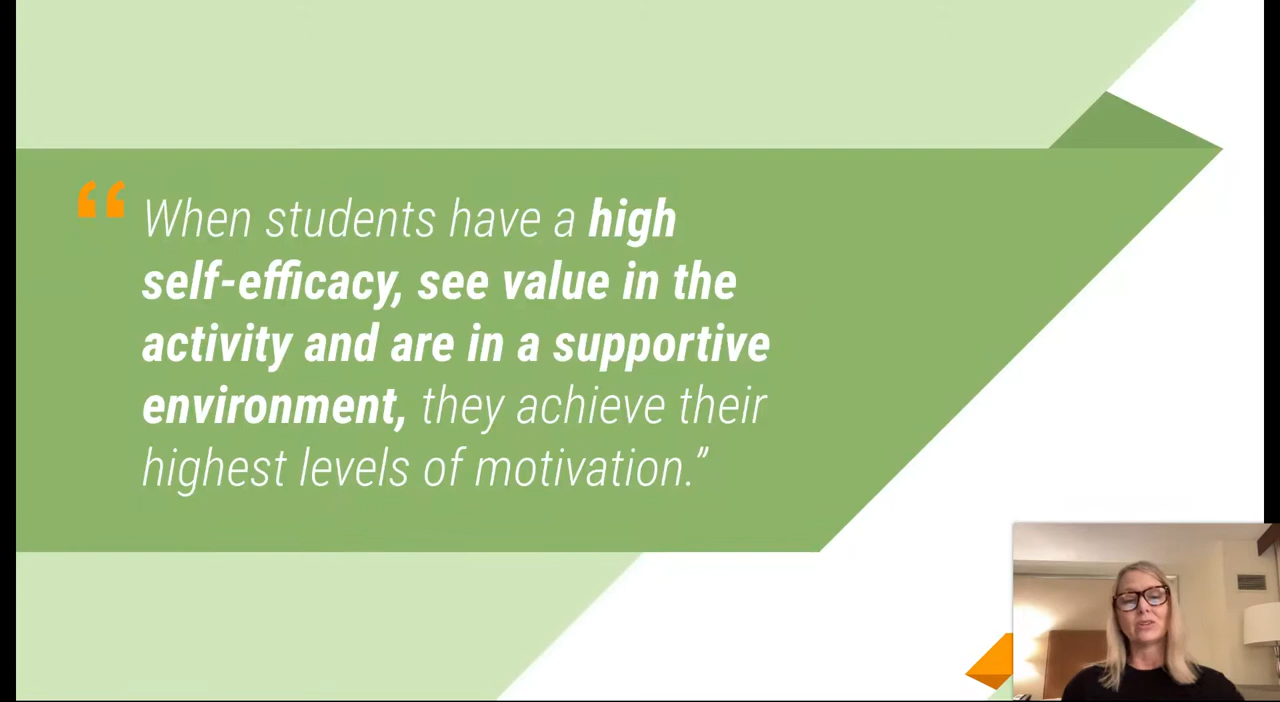 “
When students have a high
self-efficacy, see value in the
activity and are in a supportive
environment, they achieve their
highest levels of motivation.”